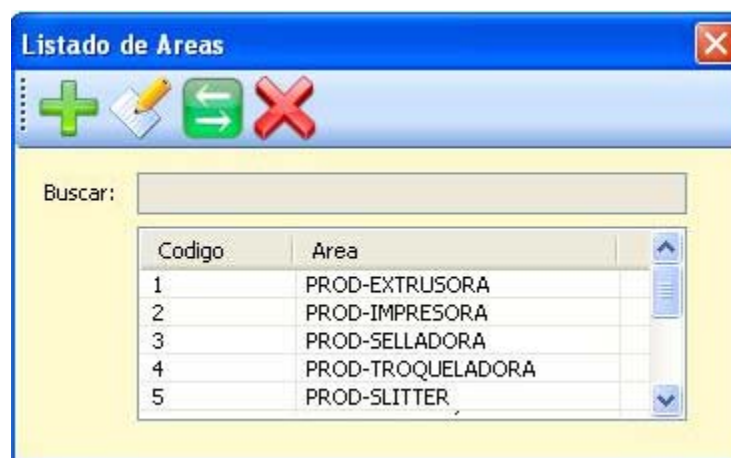 Listado de Areas
Buscar:
Codigo Area
1 PROD-EXTRUSORA
2 PROD-IMPRESORA
3 PROD-SELLADORA
4 PROD-TROQUELADORA
5 PROD-SLITTER